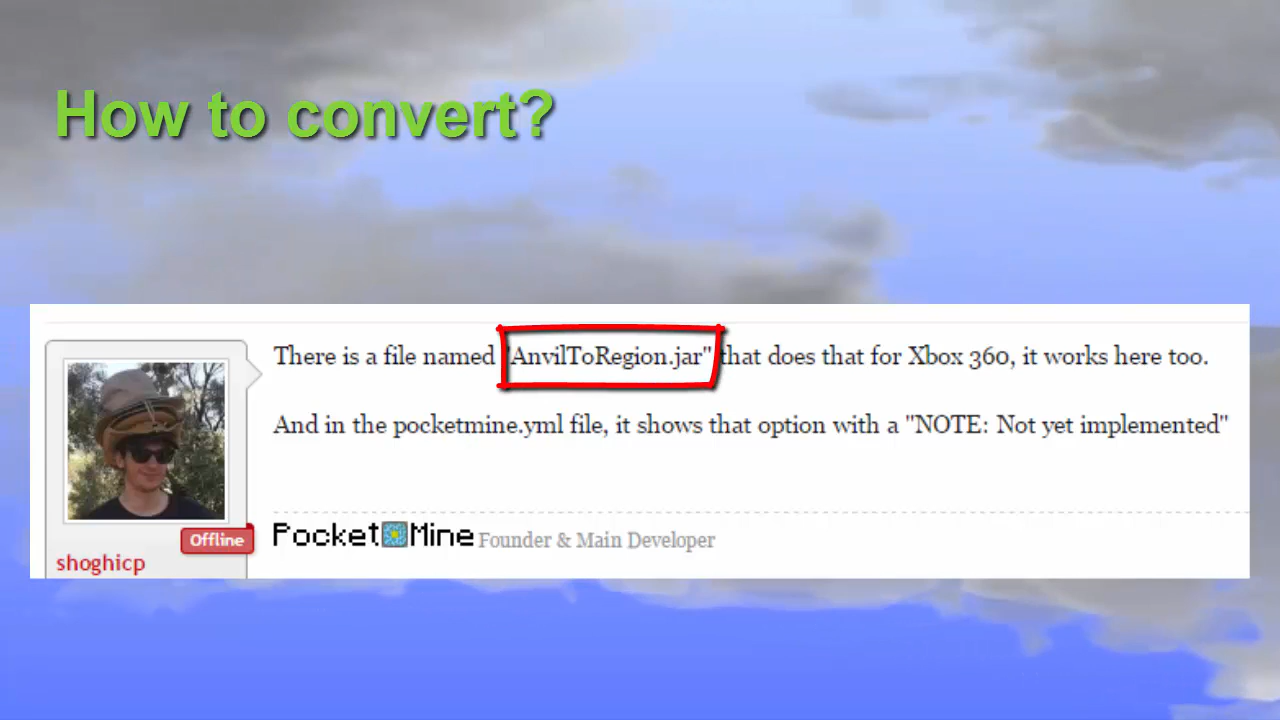 How to convert?
There is a file named "AnvilToRegion.jar" that does that for Xbox 360, it works here too.
And in the pocketmine.yml file, it shows that option with a "NOTE: Not yet implemented"
Offline
PocketMine Founder & Main Developer
shoghicp